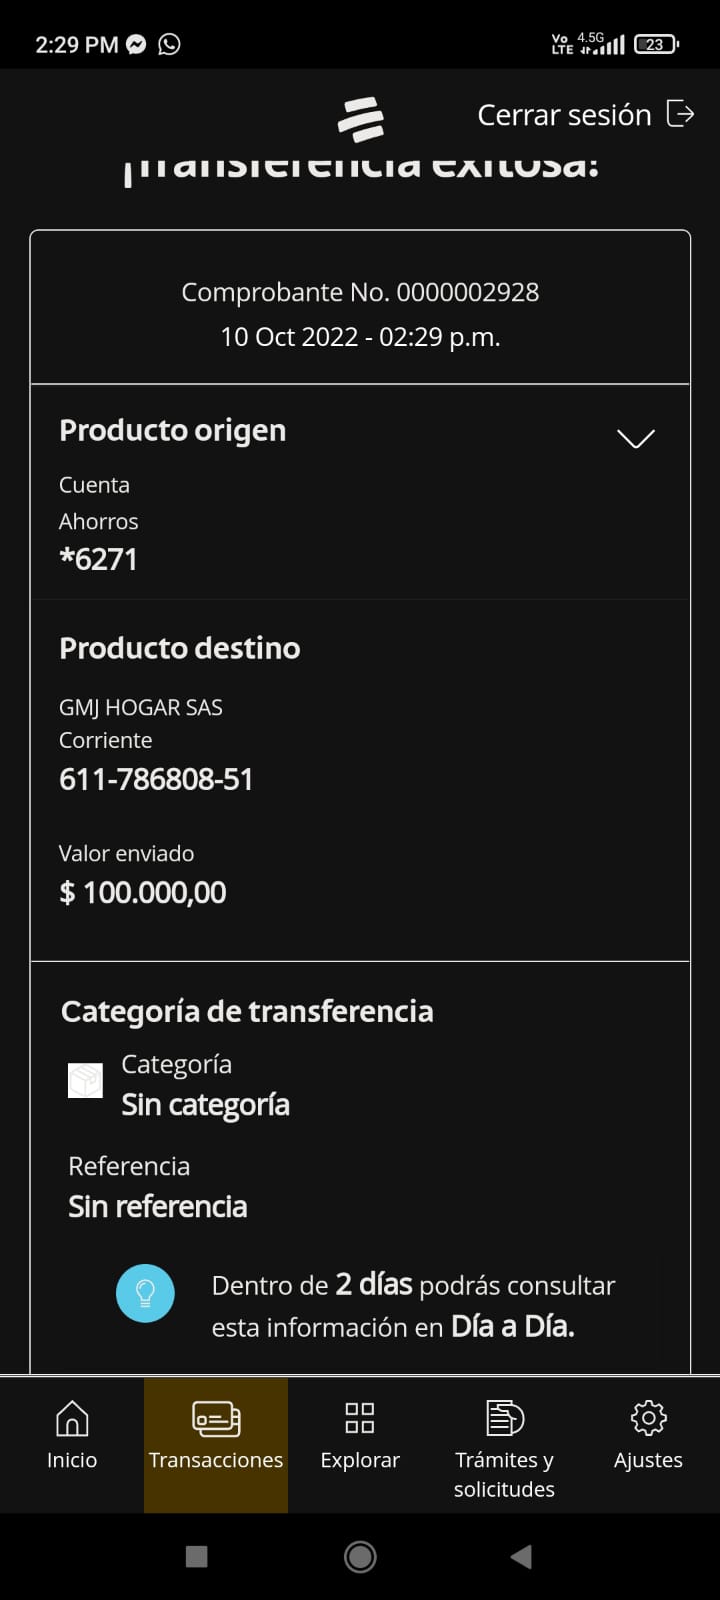 2:29 PM
Vo LTE 4.5G 23
Cerrar sesión
¡Transferencia exitosa!
Comprobante No. 0000002928
10 Oct 2022 - 02:29 p.m.
Producto origen
Cuenta
Ahorros
*6271
Producto destino
GMJ HOGAR SAS
Corriente
611-786808-51
Valor enviado
$ 100.000,00
Categoría de transferencia
Categoría
Sin categoría
Referencia
Sin referencia
Dentro de 2 días podrás consultar
esta información en Día a Día.
Inicio
Transacciones
Explorar
Trámites y
solicitudes
Ajustes